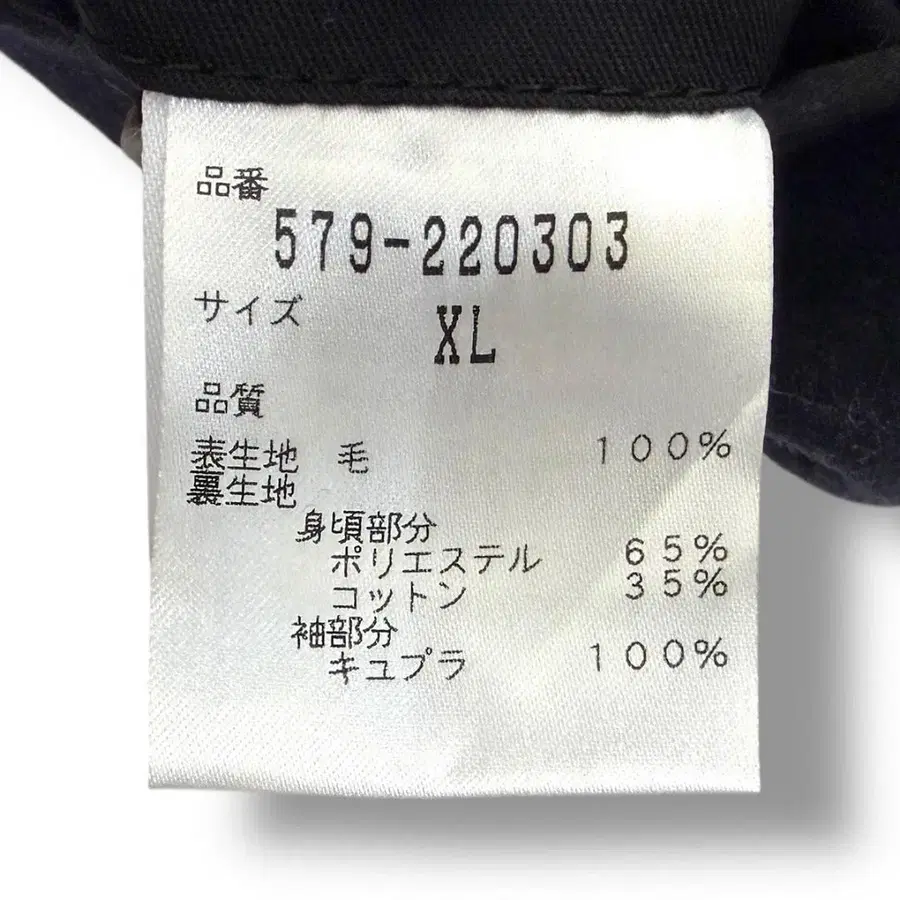 品番
579-220303
サイズ
XL
品質
表生地 毛 100%
裏生地
身頃部分
ポリエステル 65%
コットン 35%
袖部分
キュプラ 100%